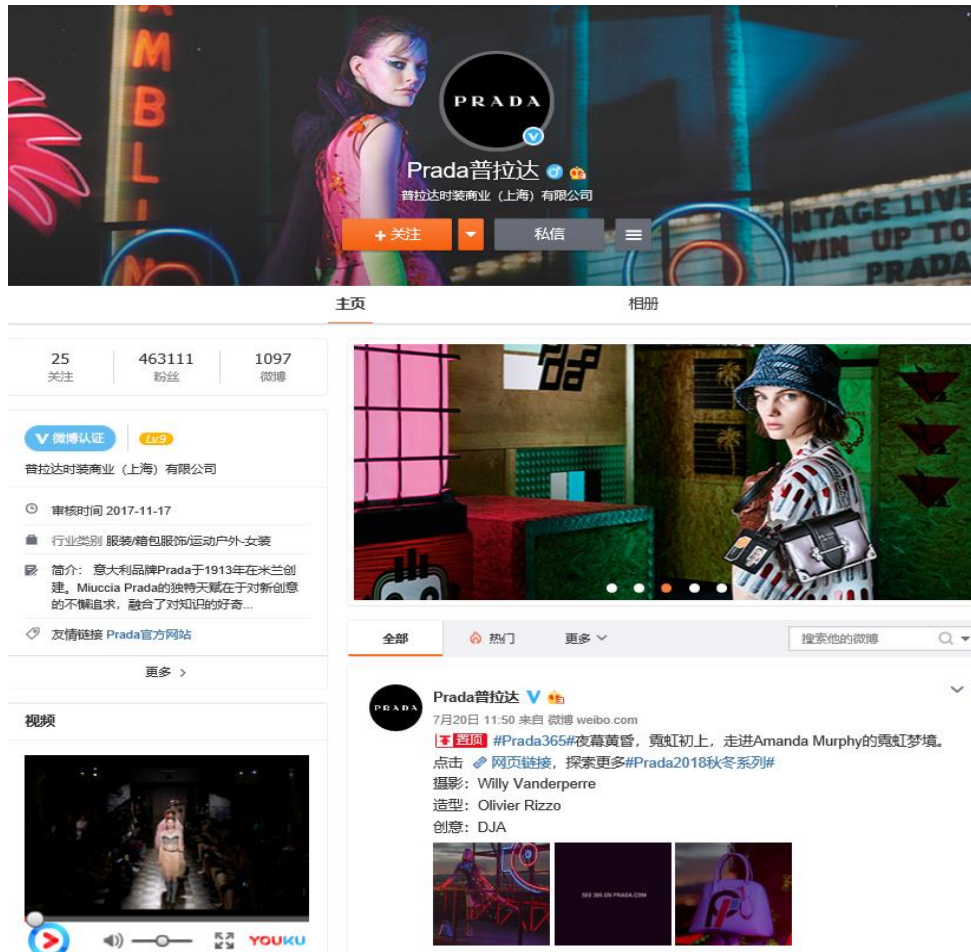 AMBLIN
PRADA
VINTAGE LIVE
WIN UP TO
PRADA
Prada普拉达
普拉达时装商业（上海）有限公司
+关注
私信
主页
相册
25
关注
463111
粉丝
1097
微博
V 微博认证
Lv.9
普拉达时装商业（上海）有限公司
审核时间 2017-11-17
行业类别 服装/箱包服饰/运动户外-女装
简介： 意大利品牌Prada于1913年在米兰创
建。Miuccia Prada的独特天赋在于对新创意
的不懈追求，融合了对知识的好奇...
友情链接 Prada官方网站
更多 >
视频
YOUKU
全部
热门
更多
搜索他的微博
PRADA
Prada普拉达
7月20日 11:50 来自 微博 weibo.com
置顶 #Prada365#夜幕黄昏，霓虹初上，走进Amanda Murphy的霓虹梦境。
点击 网页链接，探索更多#Prada2018秋冬系列#
摄影：Willy Vanderperre
造型：Olivier Rizzo
创意：DJA
SEE 365 ON PRADA.COM